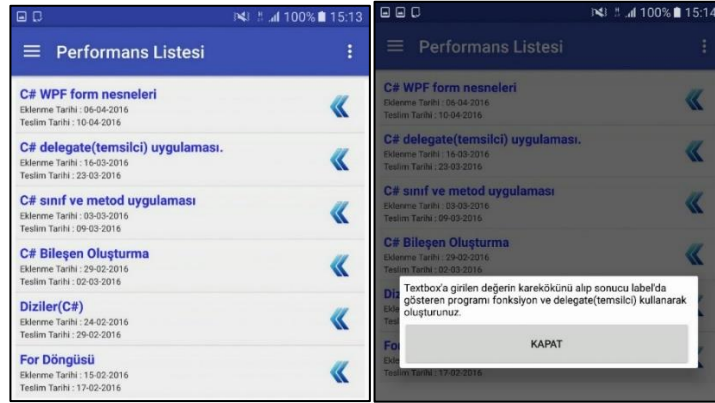 100% 15:13
Performans Listesi
C# WPF form nesneleri
Eklenme Tarihi : 06-04-2016
Teslim Tarihi : 10-04-2016
C# delegate(temsilci) uygulaması.
Eklenme Tarihi : 16-03-2016
Teslim Tarihi : 23-03-2016
C# sınıf ve metod uygulaması
Eklenme Tarihi : 03-03-2016
Teslim Tarihi : 09-03-2016
C# Bileşen Oluşturma
Eklenme Tarihi : 29-02-2016
Teslim Tarihi : 02-03-2016
Diziler(C#)
Eklenme Tarihi : 24-02-2016
Teslim Tarihi : 29-02-2016
For Döngüsü
Eklenme Tarihi : 15-02-2016
Teslim Tarihi : 17-02-2016
100% 15:14
Performans Listesi
C# WPF form nesneleri
Eklenme Tarihi : 06-04-2016
Teslim Tarihi : 10-04-2016
C# delegate(temsilci) uygulaması.
Eklenme Tarihi : 16-03-2016
Teslim Tarihi : 23-03-2016
C# sınıf ve metod uygulaması
Eklenme Tarihi : 03-03-2016
Teslim Tarihi : 09-03-2016
C# Bileşen Oluşturma
Eklenme Tarihi : 29-02-2016
Teslim Tarihi : 02-03-2016
Textbox'a girilen değerin karekökünü alıp sonucu label'da
gösteren programı fonksiyon ve delegate(temsilci) kullanarak
oluşturunuz.
KAPAT
Teslim Tarihi : 17-02-2016